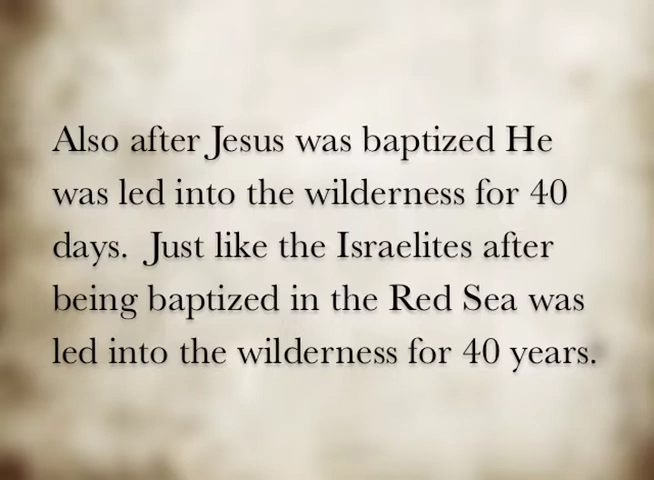 Also after Jesus was baptized He
was led into the wilderness for 40
days.  Just like the Israelites after
being baptized in the Red Sea was
led into the wilderness for 40 years.